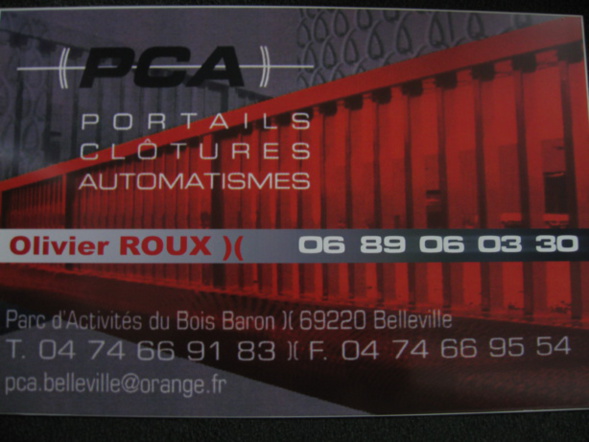 PCA
PORTAILS
CLÔTURES
AUTOMATISMES
Olivier ROUX )( 06 89 06 03 30
Parc d'Activités du Bois Baron )( 69220 Belleville
T. 04 74 66 91 83 )( F. 04 74 66 95 54
pca.belleville@orange.fr